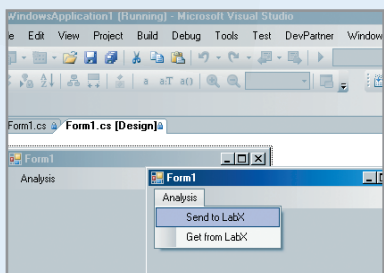 WindowsApplication1 [Running] - Microsoft Visual Studio
Edit View Project Build Debug Tools Test DevPartner Window
a a.T a()
Form1.cs Form1.cs [Design]
Form1
Analysis
Form1
Analysis
Send to LabX
Get from LabX